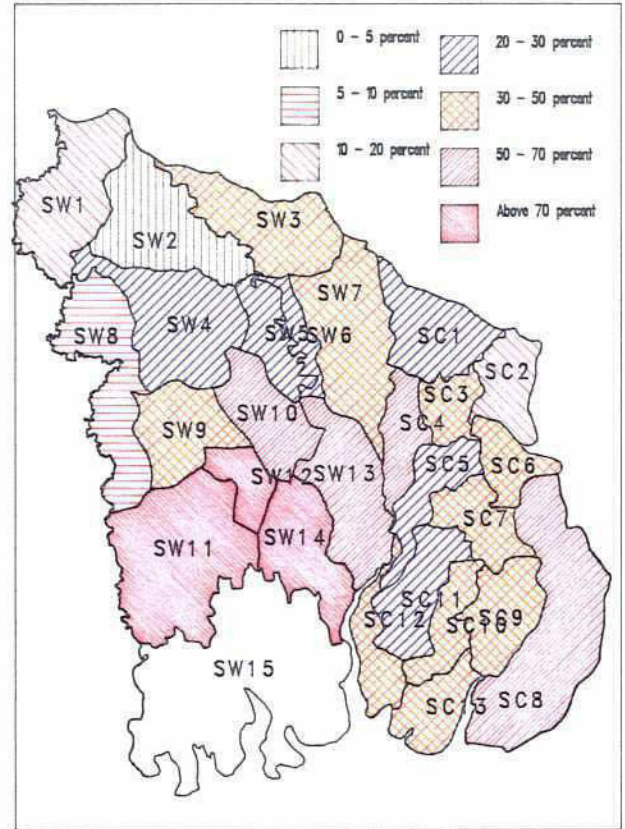 0 - 5 percent
20 - 30 percent
5 - 10 percent
30 - 50 percent
10 - 20 percent
50 - 70 percent
Above 70 percent
SW1
SW2
SW3
SW7
SW8
SW4
SW5
SW6
SC1
SC2
SC3
SC4
SW9
SW10
SW12
SW13
SC5
SC6
SC7
SW11
SW14
SC11
SC12
SC10
SC9
SW15
SC13
SC8